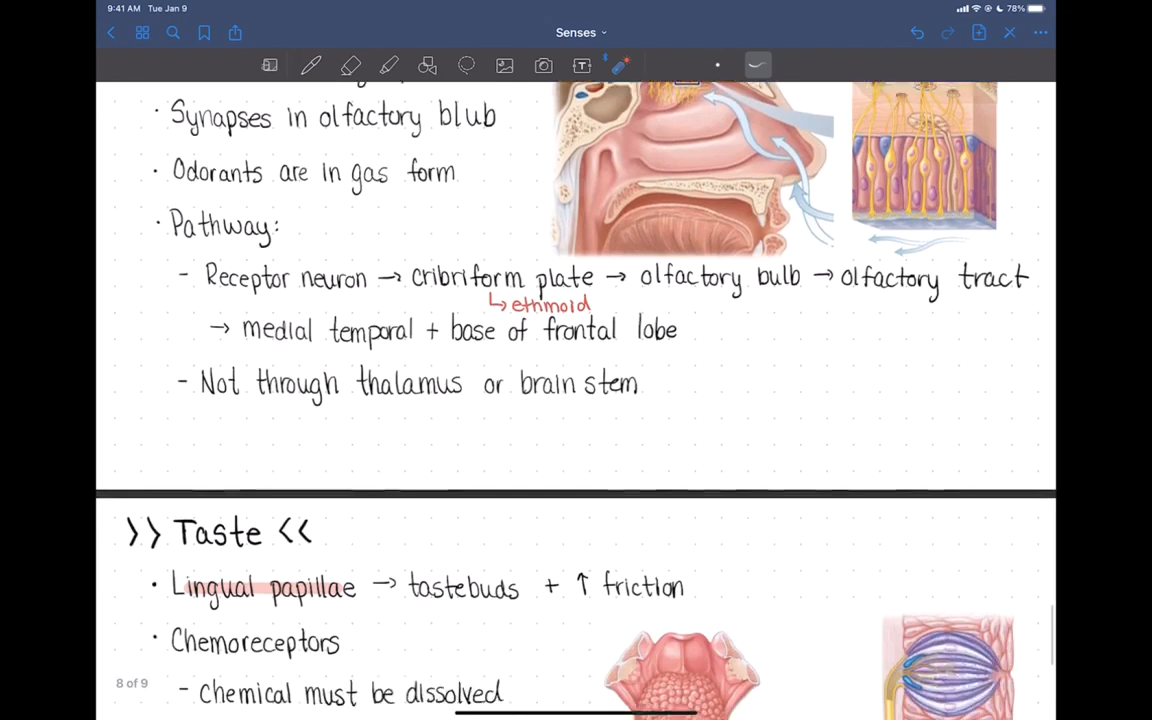 9:41 AM Tue Jan 9
78%
Senses
· Synapses in olfactory blub
· Odorants are in gas form
· Pathway:
- Receptor neuron → cribriform plate → olfactory bulb → olfactory tract
↳ ethmoid
→ medial temporal + base of frontal lobe
- Not through thalamus or brain stem
>> Taste <<
· Lingual papillae → tastebuds + ↑ friction
· Chemoreceptors
- Chemical must be dissolved
8 of 9